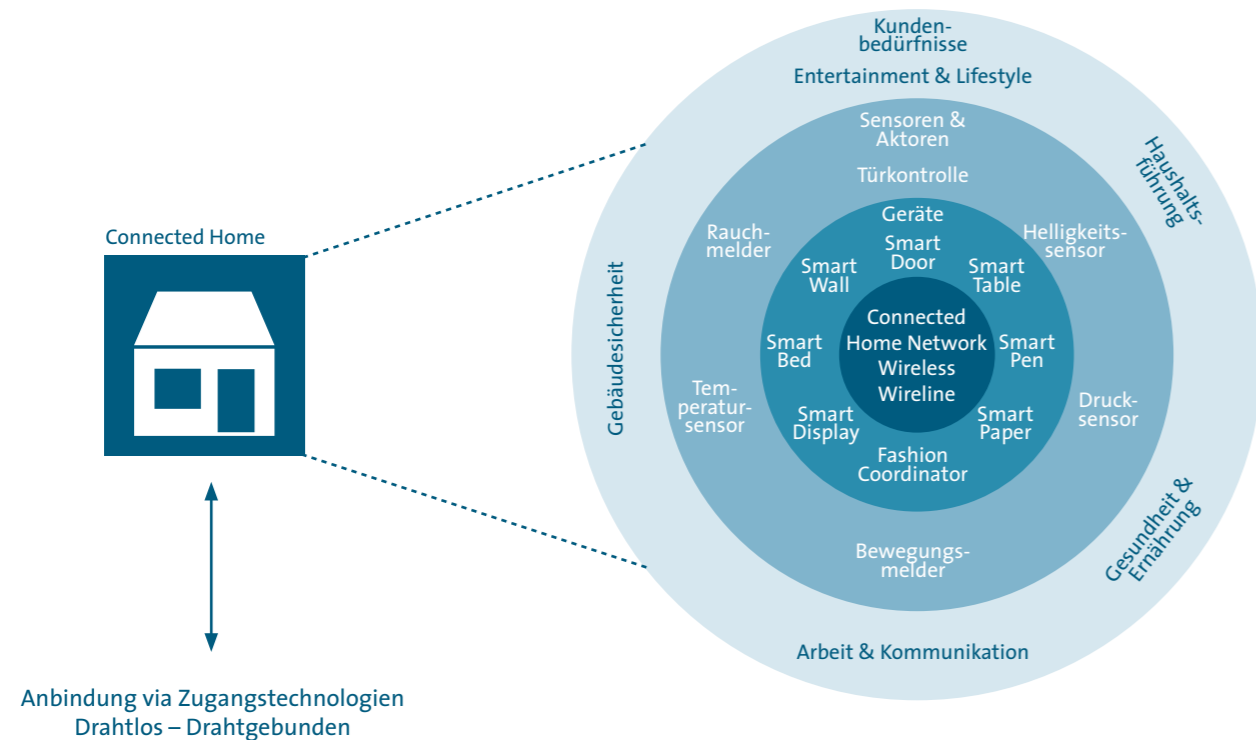 Kunden-
bedürfnisse
Entertainment & Lifestyle
Haushalts-
führung
Gesundheit &
Ernährung
Arbeit & Kommunikation
Gebäudesicherheit
Sensoren &
Aktoren
Türkontrolle
Helligkeits-
sensor
Druck-
sensor
Bewegungs-
melder
Tem-
peratur-
sensor
Rauch-
melder
Geräte
Smart
Door
Smart
Table
Smart
Pen
Smart
Paper
Fashion
Coordinator
Smart
Display
Smart
Bed
Smart
Wall
Connected
Home Network
Wireless
Wireline
Connected Home
Anbindung via Zugangstechnologien
Drahtlos – Drahtgebunden